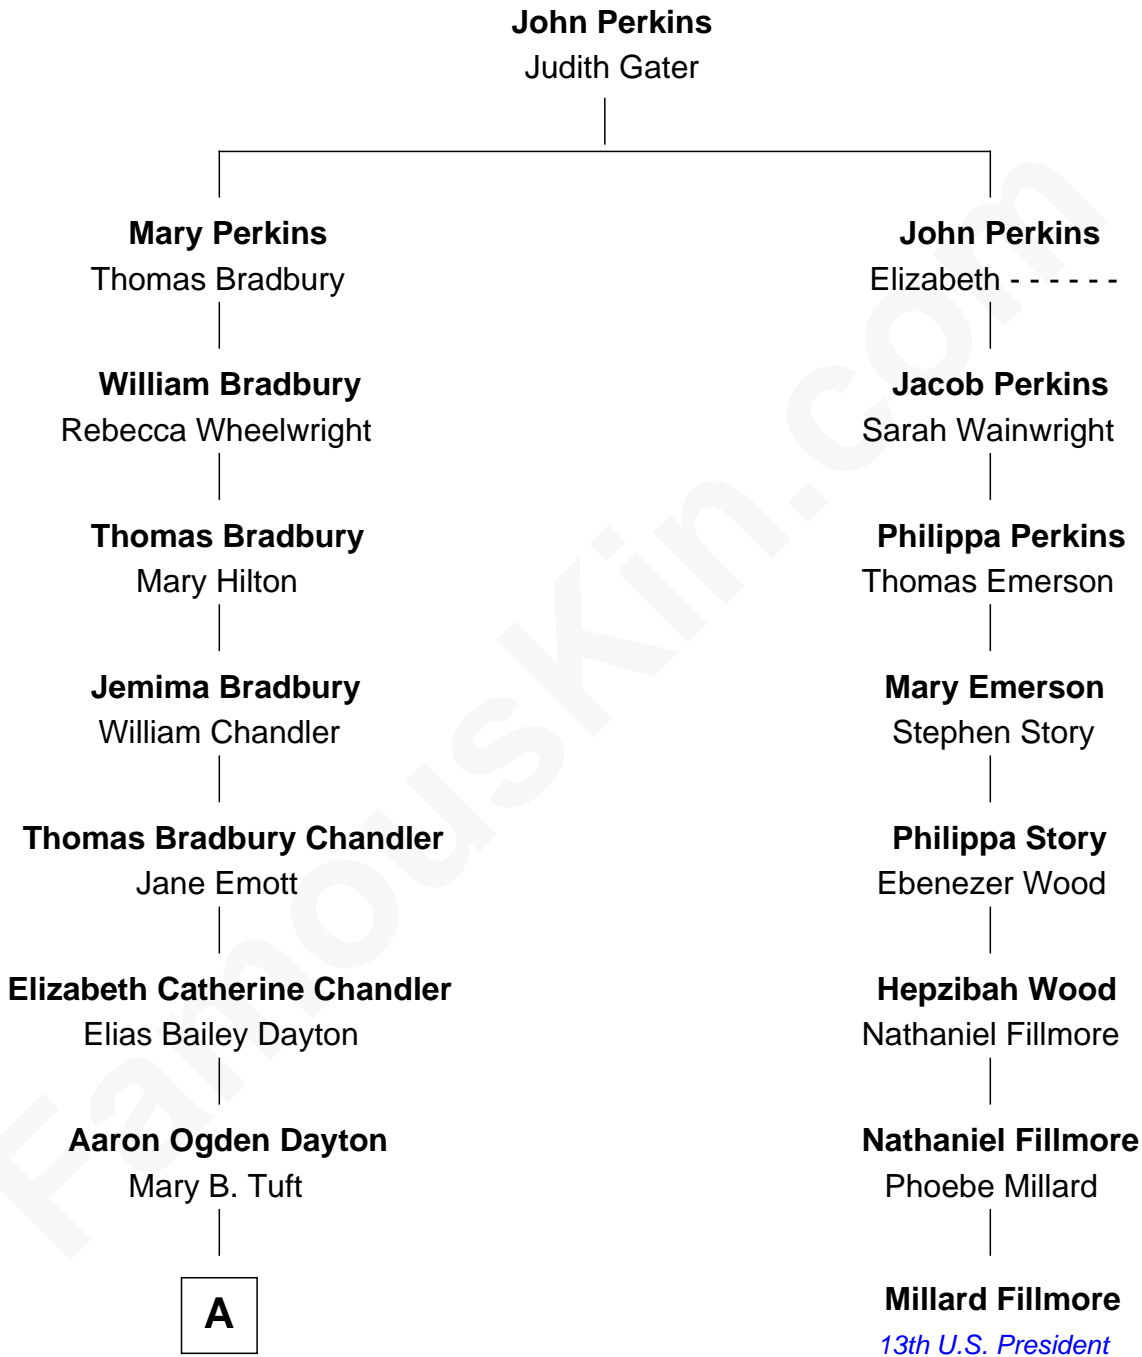 John Perkins
Judith Gater
Mary Perkins
Thomas Bradbury
William Bradbury
Rebecca Wheelwright
Thomas Bradbury
Mary Hilton
Jemima Bradbury
William Chandler
Thomas Bradbury Chandler
Jane Emott
Elizabeth Catherine Chandler
Elias Bailey Dayton
Aaron Ogden Dayton
Mary B. Tuft
A
John Perkins
Elizabeth - - - - - -
Jacob Perkins
Sarah Wainwright
Philippa Perkins
Thomas Emerson
Mary Emerson
Stephen Story
Philippa Story
Ebenezer Wood
Hepzibah Wood
Nathaniel Fillmore
Nathaniel Fillmore
Phoebe Millard
Millard Fillmore
13th U.S. President
FamousKin.com